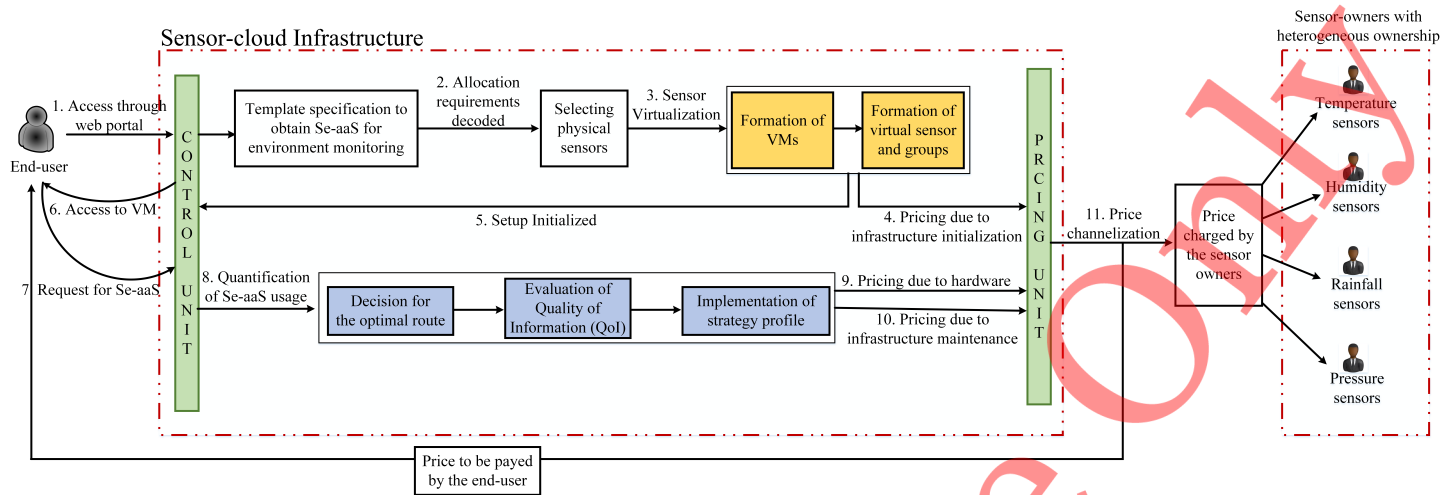 Sensor-owners with
heterogeneous ownership
Sensor-cloud Infrastructure
1. Access through
web portal
End-user
CONTROL UNIT
Template specification to
obtain Se-aaS for
environment monitoring
2. Allocation
requirements
decoded
Selecting
physical
sensors
3. Sensor
Virtualization
Formation of
VMs
Formation of
virtual sensor
and groups
PRCING UNIT
Temperature
sensors
Humidity
sensors
Rainfall
sensors
Pressure
sensors
6. Access to VM
5. Setup Initialized
4. Pricing due to
infrastructure initialization
11. Price
channelization
Price
charged by
the sensor
owners
7. Request for Se-aaS
8. Quantification
of Se-aaS usage
Decision for
the optimal route
Evaluation of
Quality of
Information (QoI)
Implementation of
strategy profile
9. Pricing due to hardware
10. Pricing due to
infrastructure maintenance
Price to be payed
by the end-user
Only